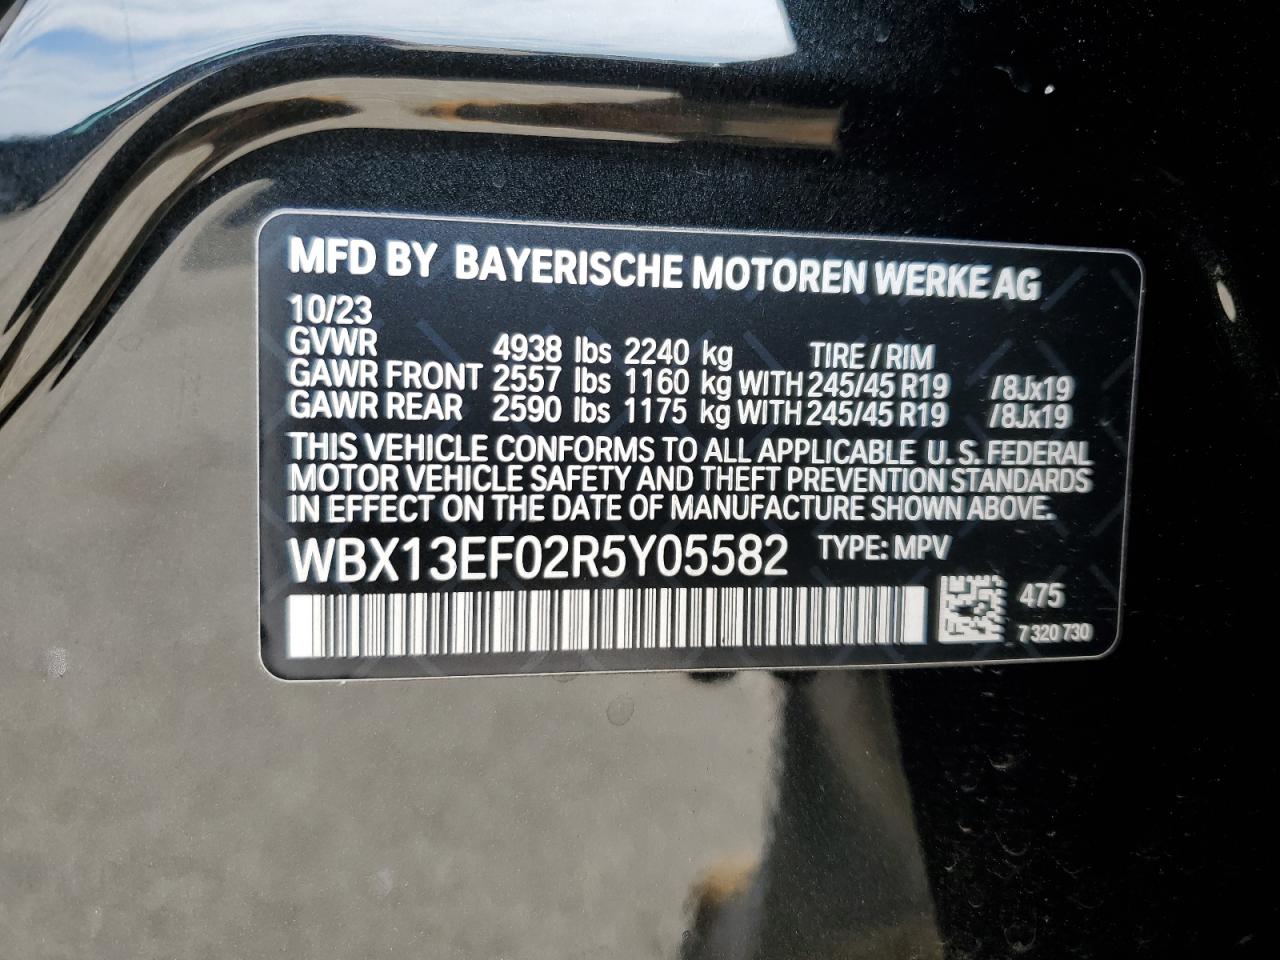 MFD BY BAYERISCHE MOTOREN WERKE AG
10/23
GVWR 4938 lbs 2240 kg TIRE / RIM
GAWR FRONT 2557 lbs 1160 kg WITH 245/45 R19 /8Jx19
GAWR REAR 2590 lbs 1175 kg WITH 245/45 R19 /8Jx19
THIS VEHICLE CONFORMS TO ALL APPLICABLE U. S. FEDERAL
MOTOR VEHICLE SAFETY AND THEFT PREVENTION STANDARDS
IN EFFECT ON THE DATE OF MANUFACTURE SHOWN ABOVE.
WBX13EF02R5Y05582 TYPE: MPV
475
7 320 730